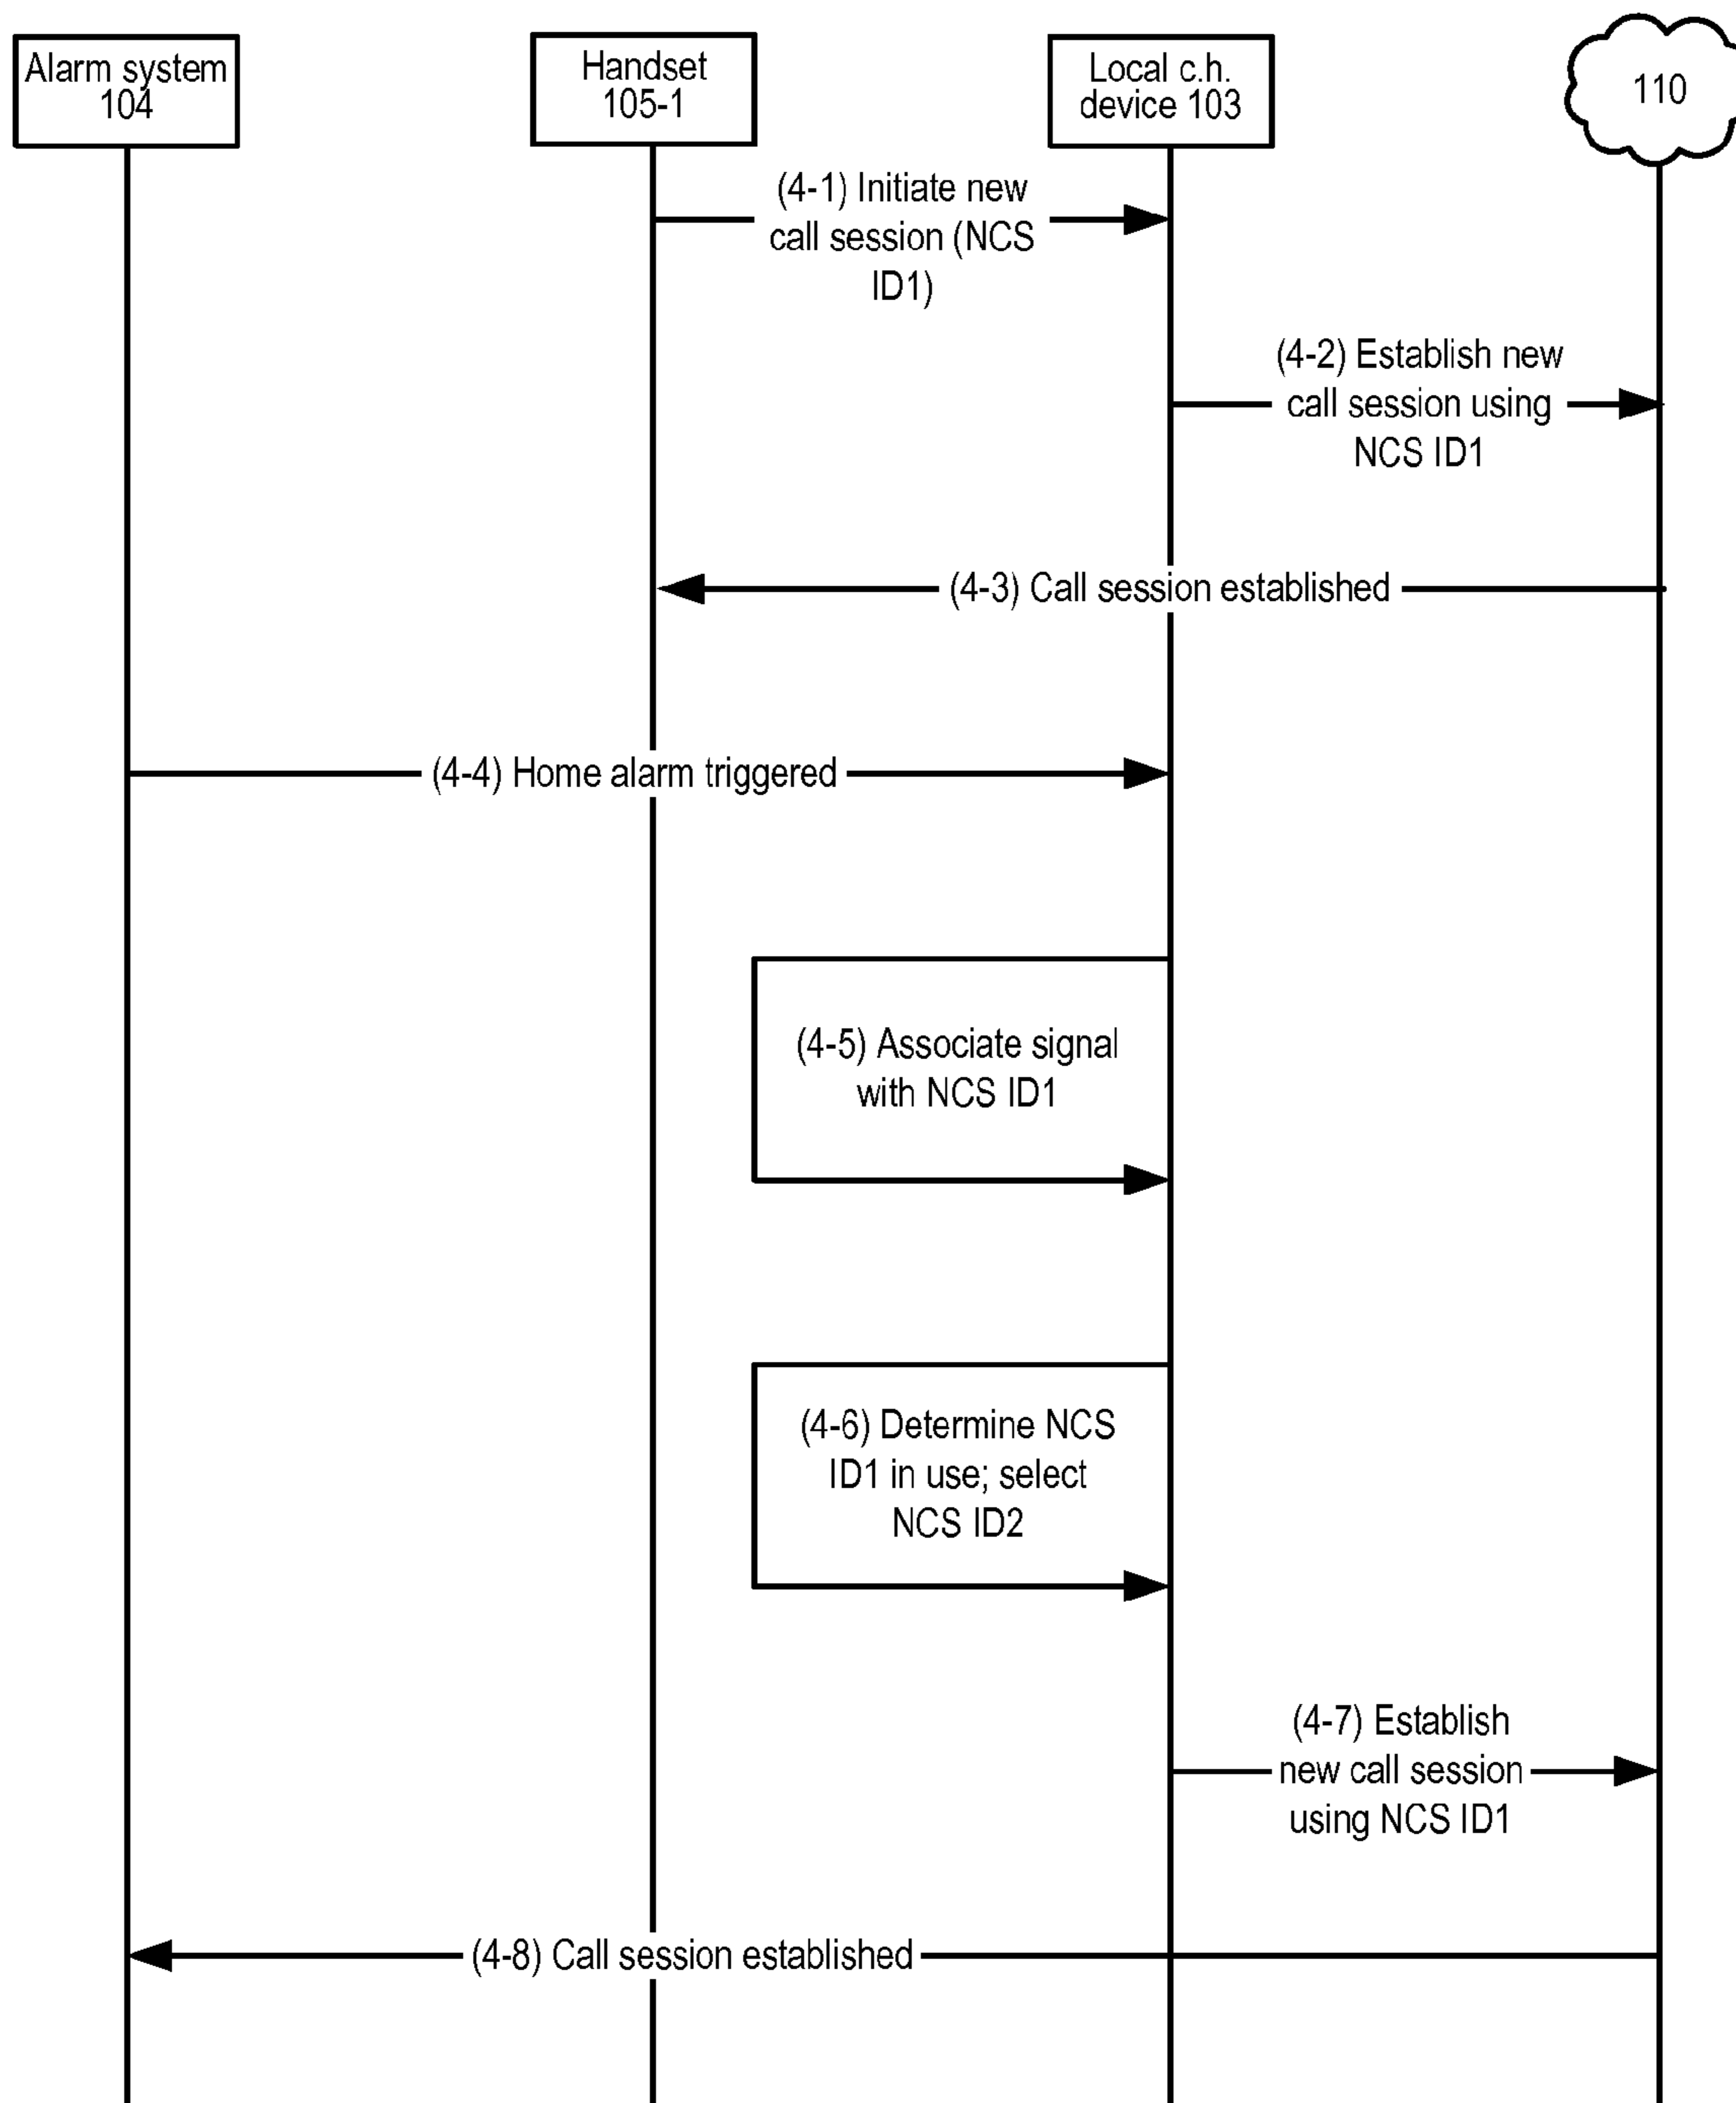 Alarm system
104
Handset
105-1
Local c.h.
device 103
110
(4-1) Initiate new
call session (NCS
ID1)
(4-2) Establish new
call session using
NCS ID1
(4-3) Call session established
(4-4) Home alarm triggered
(4-5) Associate signal
with NCS ID1
(4-6) Determine NCS
ID1 in use; select
NCS ID2
(4-7) Establish
new call session
using NCS ID1
(4-8) Call session established